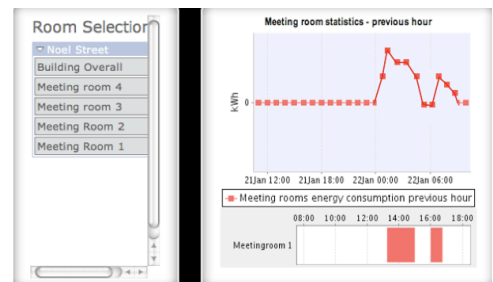 Room Selection
Noel Street
Building Overall
Meeting room 4
Meeting room 3
Meeting Room 2
Meeting Room 1
Meeting room statistics - previous hour
kWh
0
21Jan 12:00 21Jan 18:00 22Jan 00:00 22Jan 06:00
Meeting rooms energy consumption previous hour
08:00 10:00 12:00 14:00 16:00 18:00
Meetingroom 1